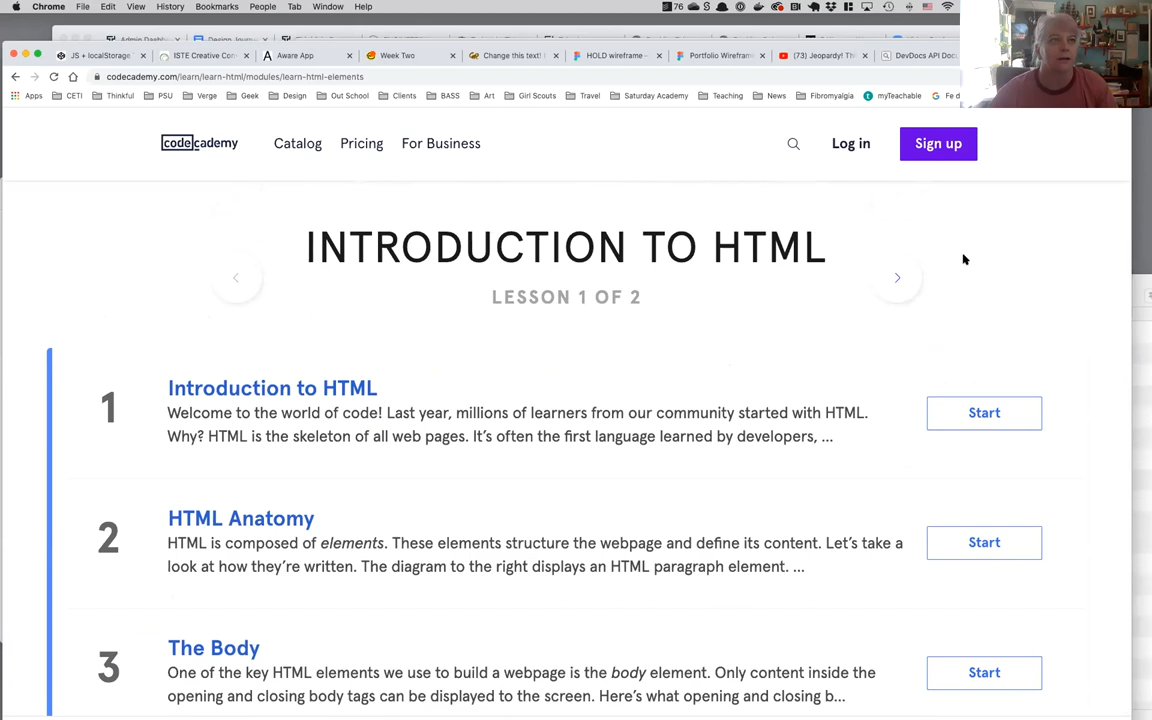 Chrome File Edit View History Bookmarks People Tab Window Help
76
JS + localStorage
ISTE Creative Con
Aware App
Week Two
Change this text!
HOLD wireframe -
Portfolio Wirefram
(73) Jeopardy! The
DevDocs API Doc
codecademy.com/learn/learn-html/modules/learn-html-elements
Apps CETI Thinkful PSU Verge Geek Design Out School Clients BASS Art Girl Scouts Travel Saturday Academy Teaching News Fibromyalgia myTeachable Fe d
codecademy
Catalog
Pricing
For Business
Log in
Sign up
INTRODUCTION TO HTML
LESSON 1 OF 2
1
Introduction to HTML
Welcome to the world of code! Last year, millions of learners from our community started with HTML.
Why? HTML is the skeleton of all web pages. It’s often the first language learned by developers, ...
Start
2
HTML Anatomy
HTML is composed of elements. These elements structure the webpage and define its content. Let’s take a
look at how they’re written. The diagram to the right displays an HTML paragraph element. ...
Start
3
The Body
One of the key HTML elements we use to build a webpage is the body element. Only content inside the
opening and closing body tags can be displayed to the screen. Here’s what opening and closing b...
Start